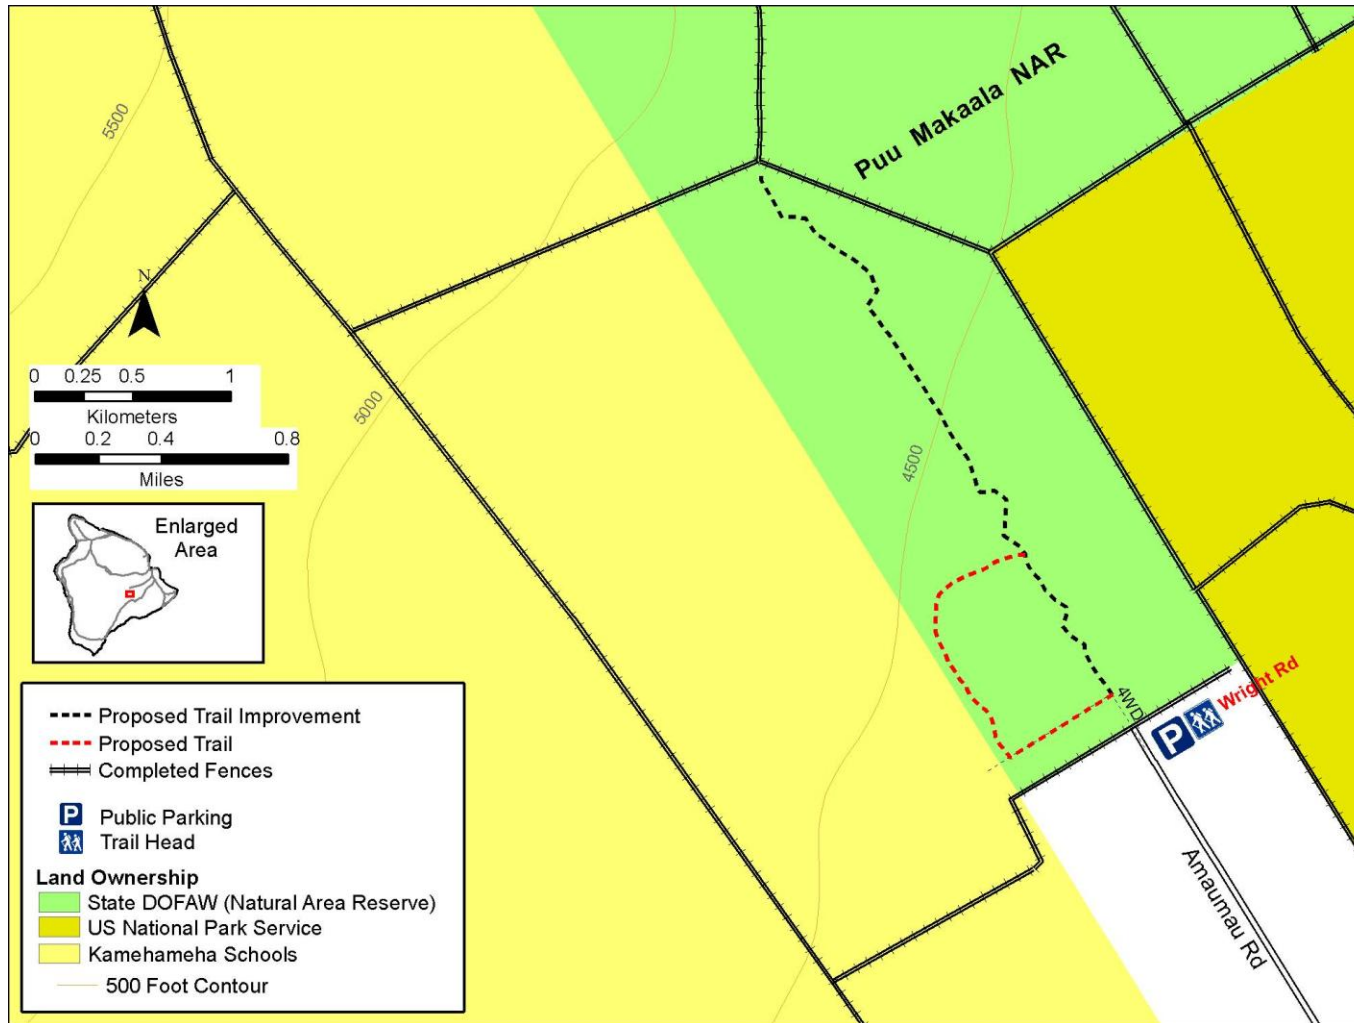 Puu Makaala NAR
5500
N
5000
4500
0 0.25 0.5 1
Kilometers
0 0.2 0.4 0.8
Miles
Enlarged
Area
4WD
Wright Rd
P
Amaumau Rd
Proposed Trail Improvement
Proposed Trail
Completed Fences
P Public Parking
Trail Head
Land Ownership
State DOFAW (Natural Area Reserve)
US National Park Service
Kamehameha Schools
500 Foot Contour